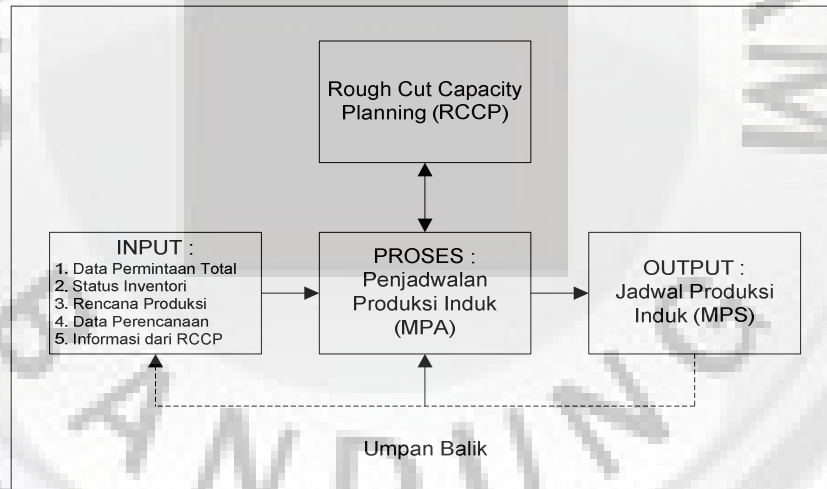 Rough Cut Capacity
Planning (RCCP)
INPUT :
1. Data Permintaan Total
2. Status Inventori
3. Rencana Produksi
4. Data Perencanaan
5. Informasi dari RCCP
PROSES :
Penjadwalan
Produksi Induk
(MPA)
OUTPUT :
Jadwal Produksi
Induk (MPS)
Umpan Balik
BANDUNG